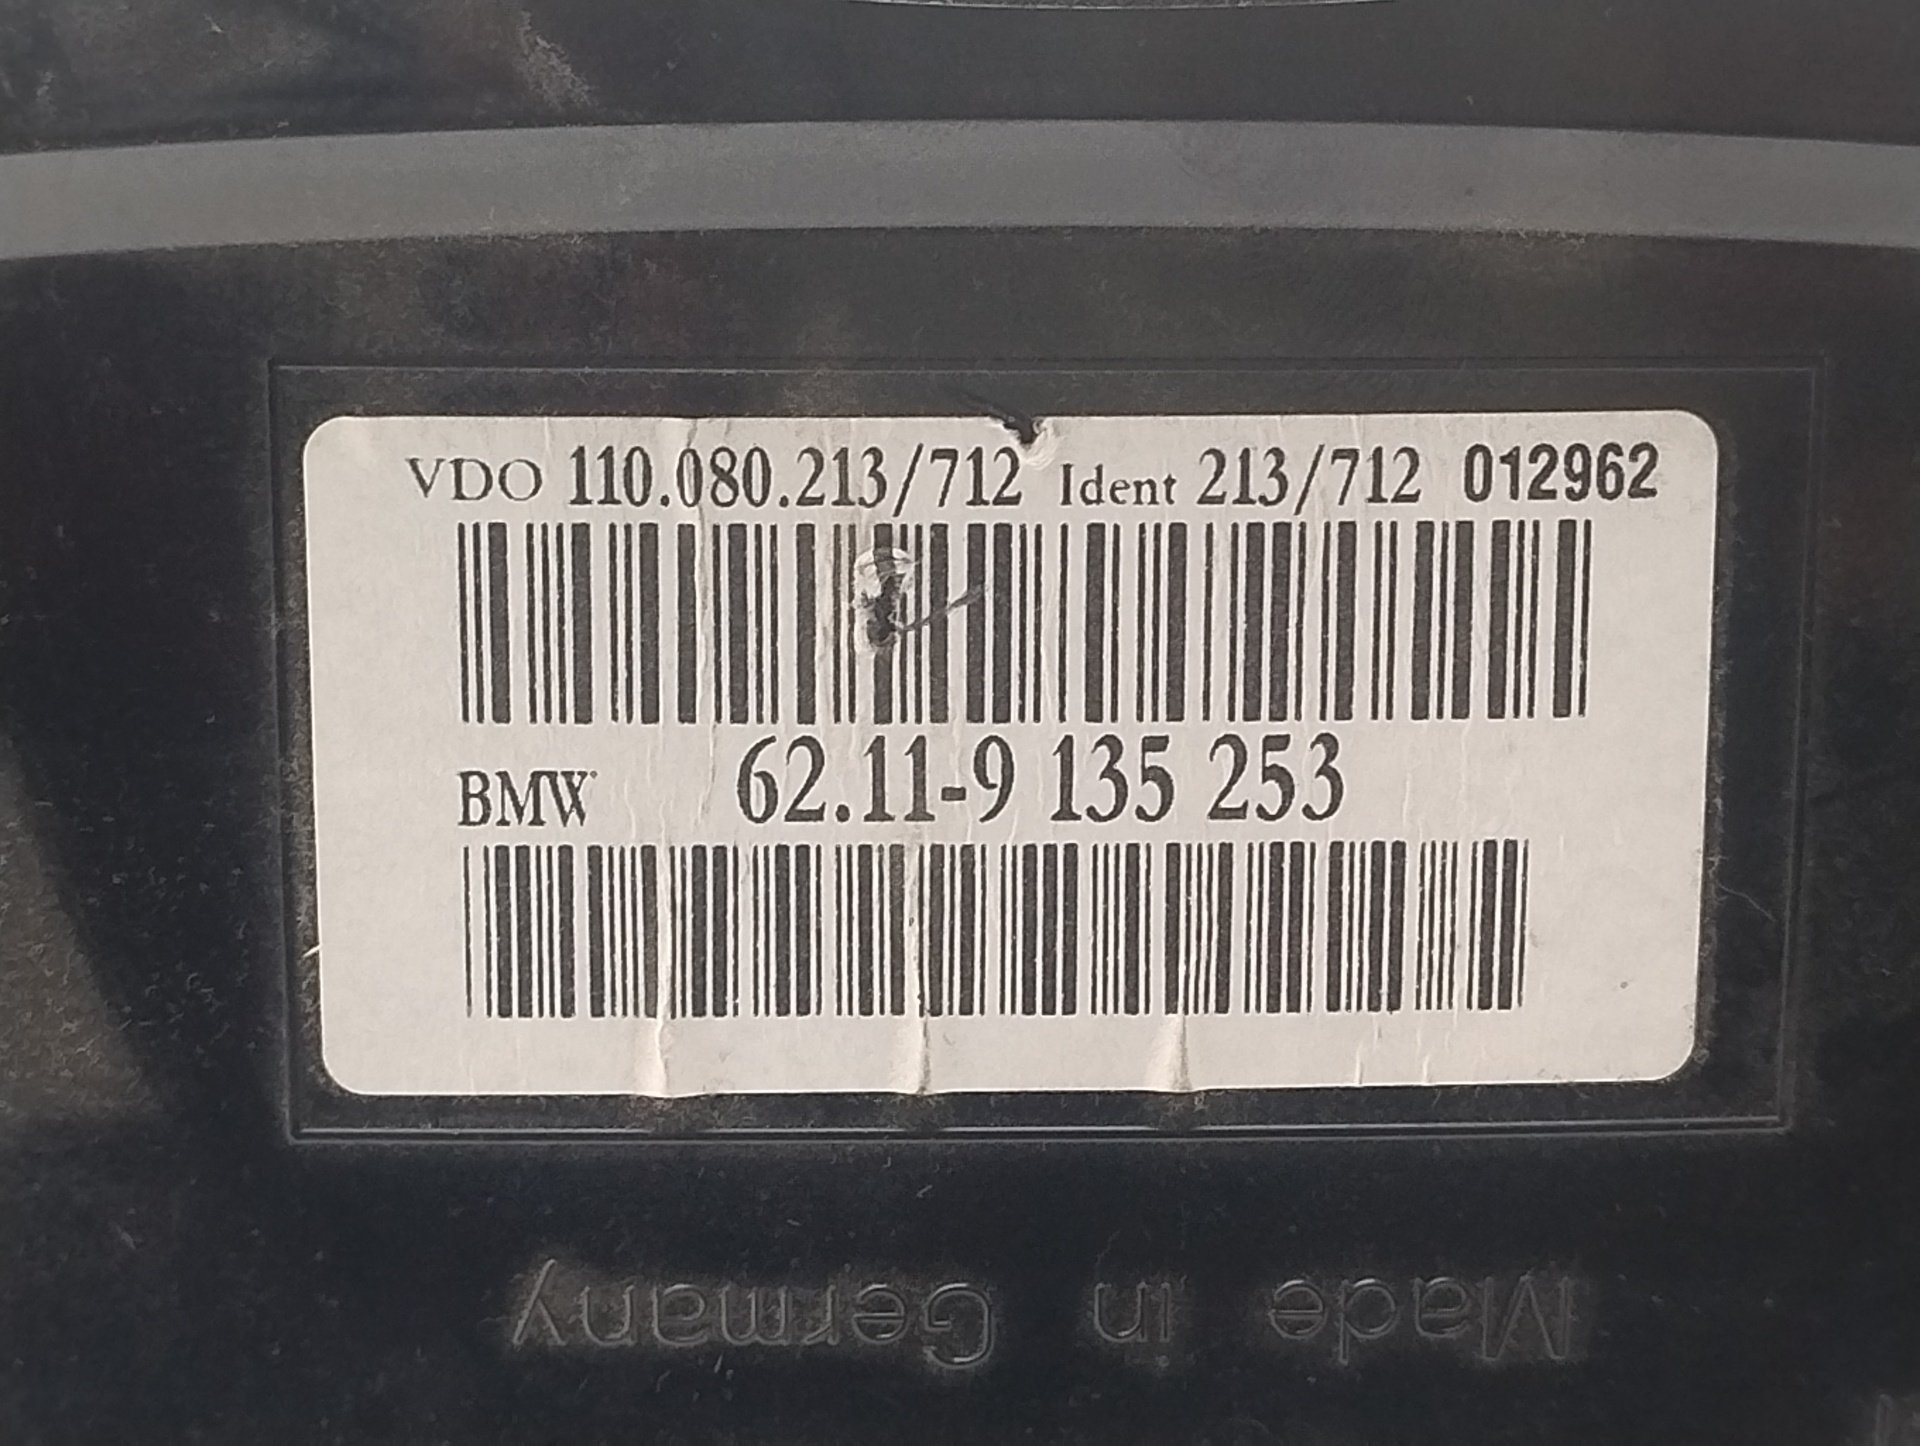 VDO 110.080.213/712 Ident 213/712 012962
BMW 62.11-9 135 253
Made in Germany